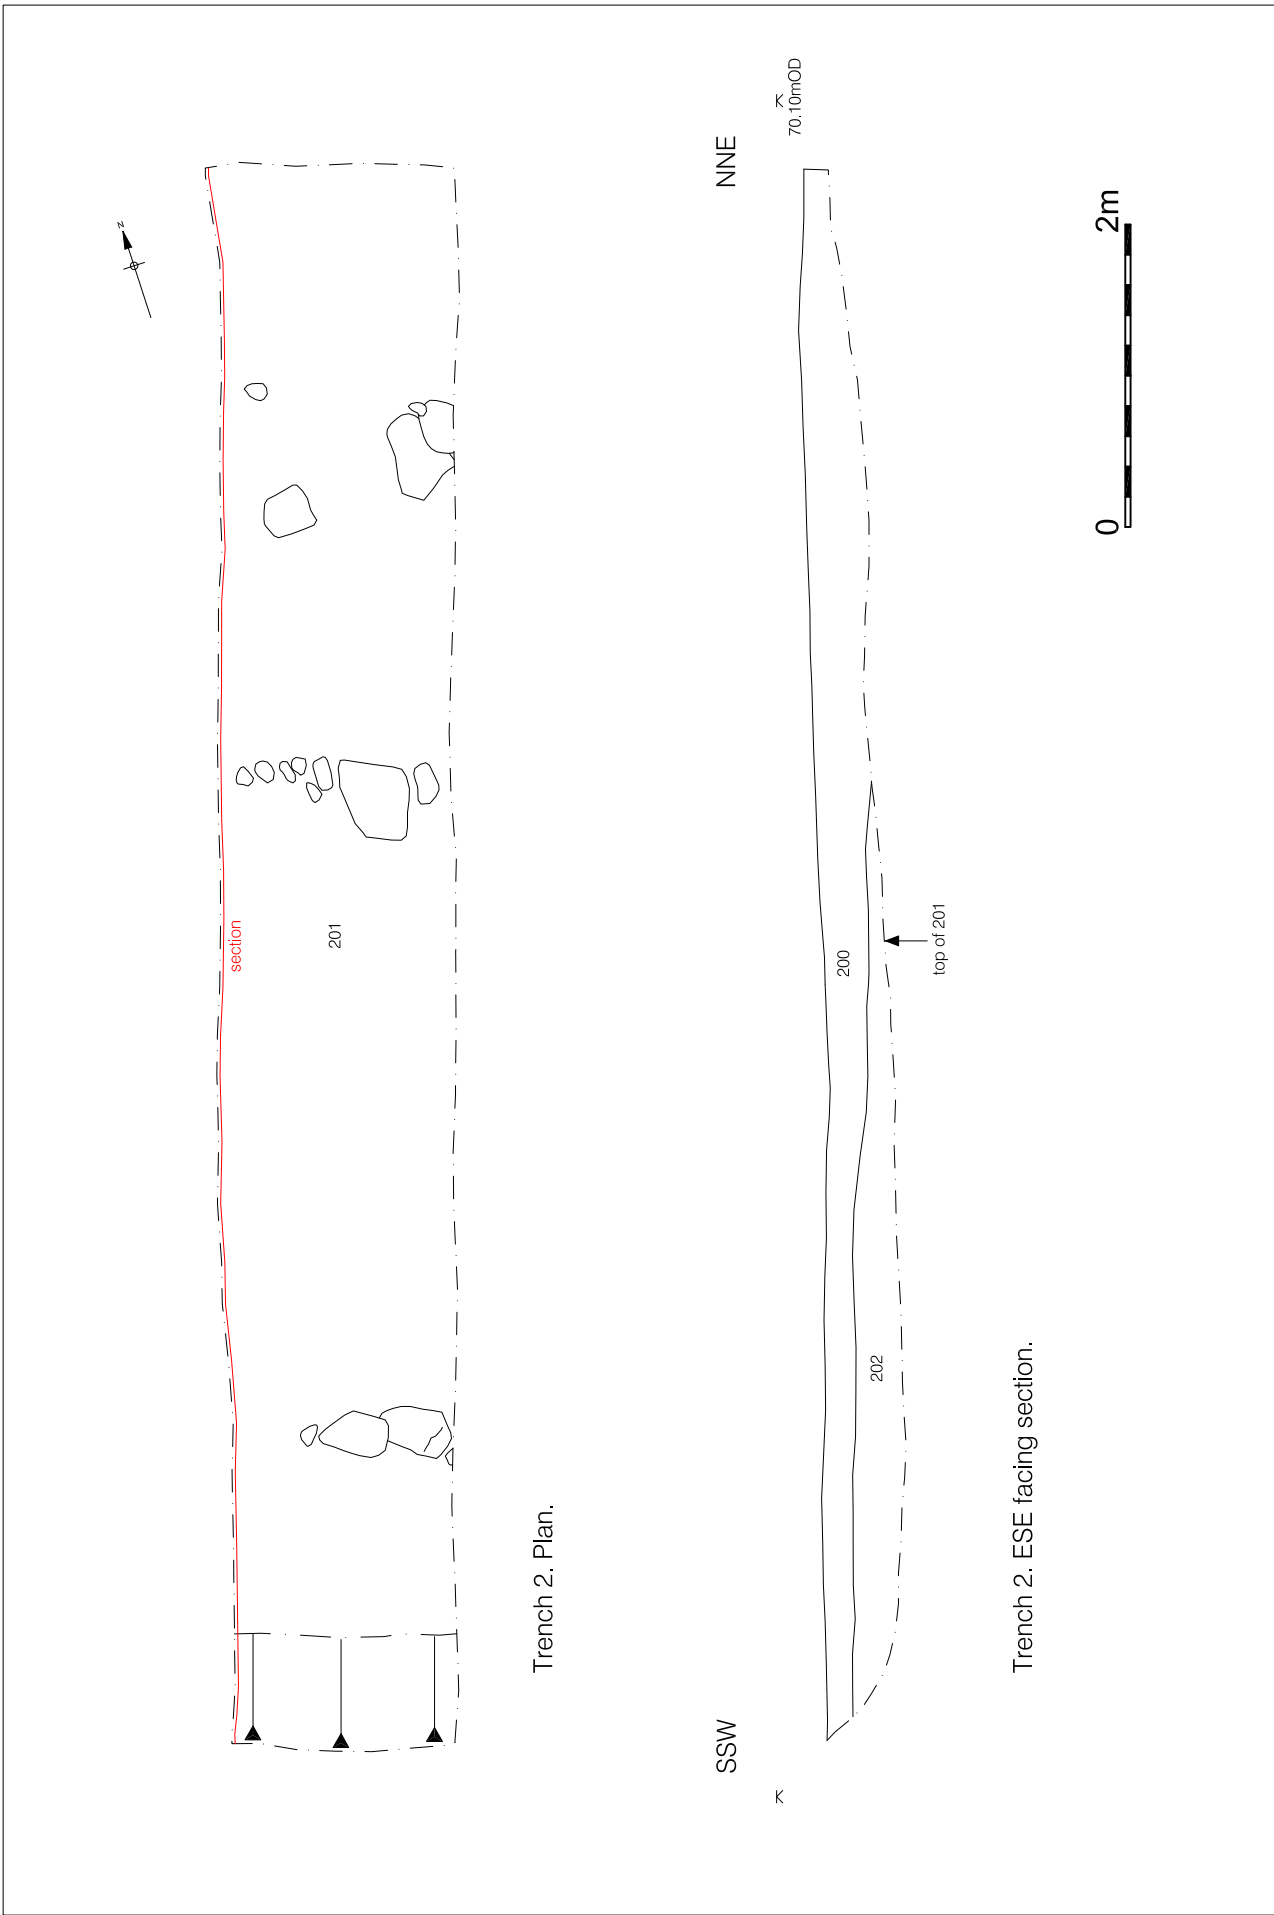 N
section
201
Trench 2. Plan.
SSW
NNE
70.10mOD
200
202
top of 201
Trench 2. ESE facing section.
0
2m